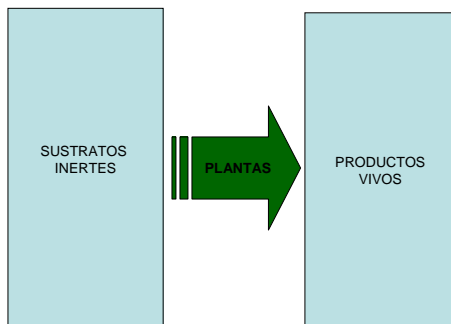 SUSTRATOS
INERTES
PLANTAS
PRODUCTOS
VIVOS